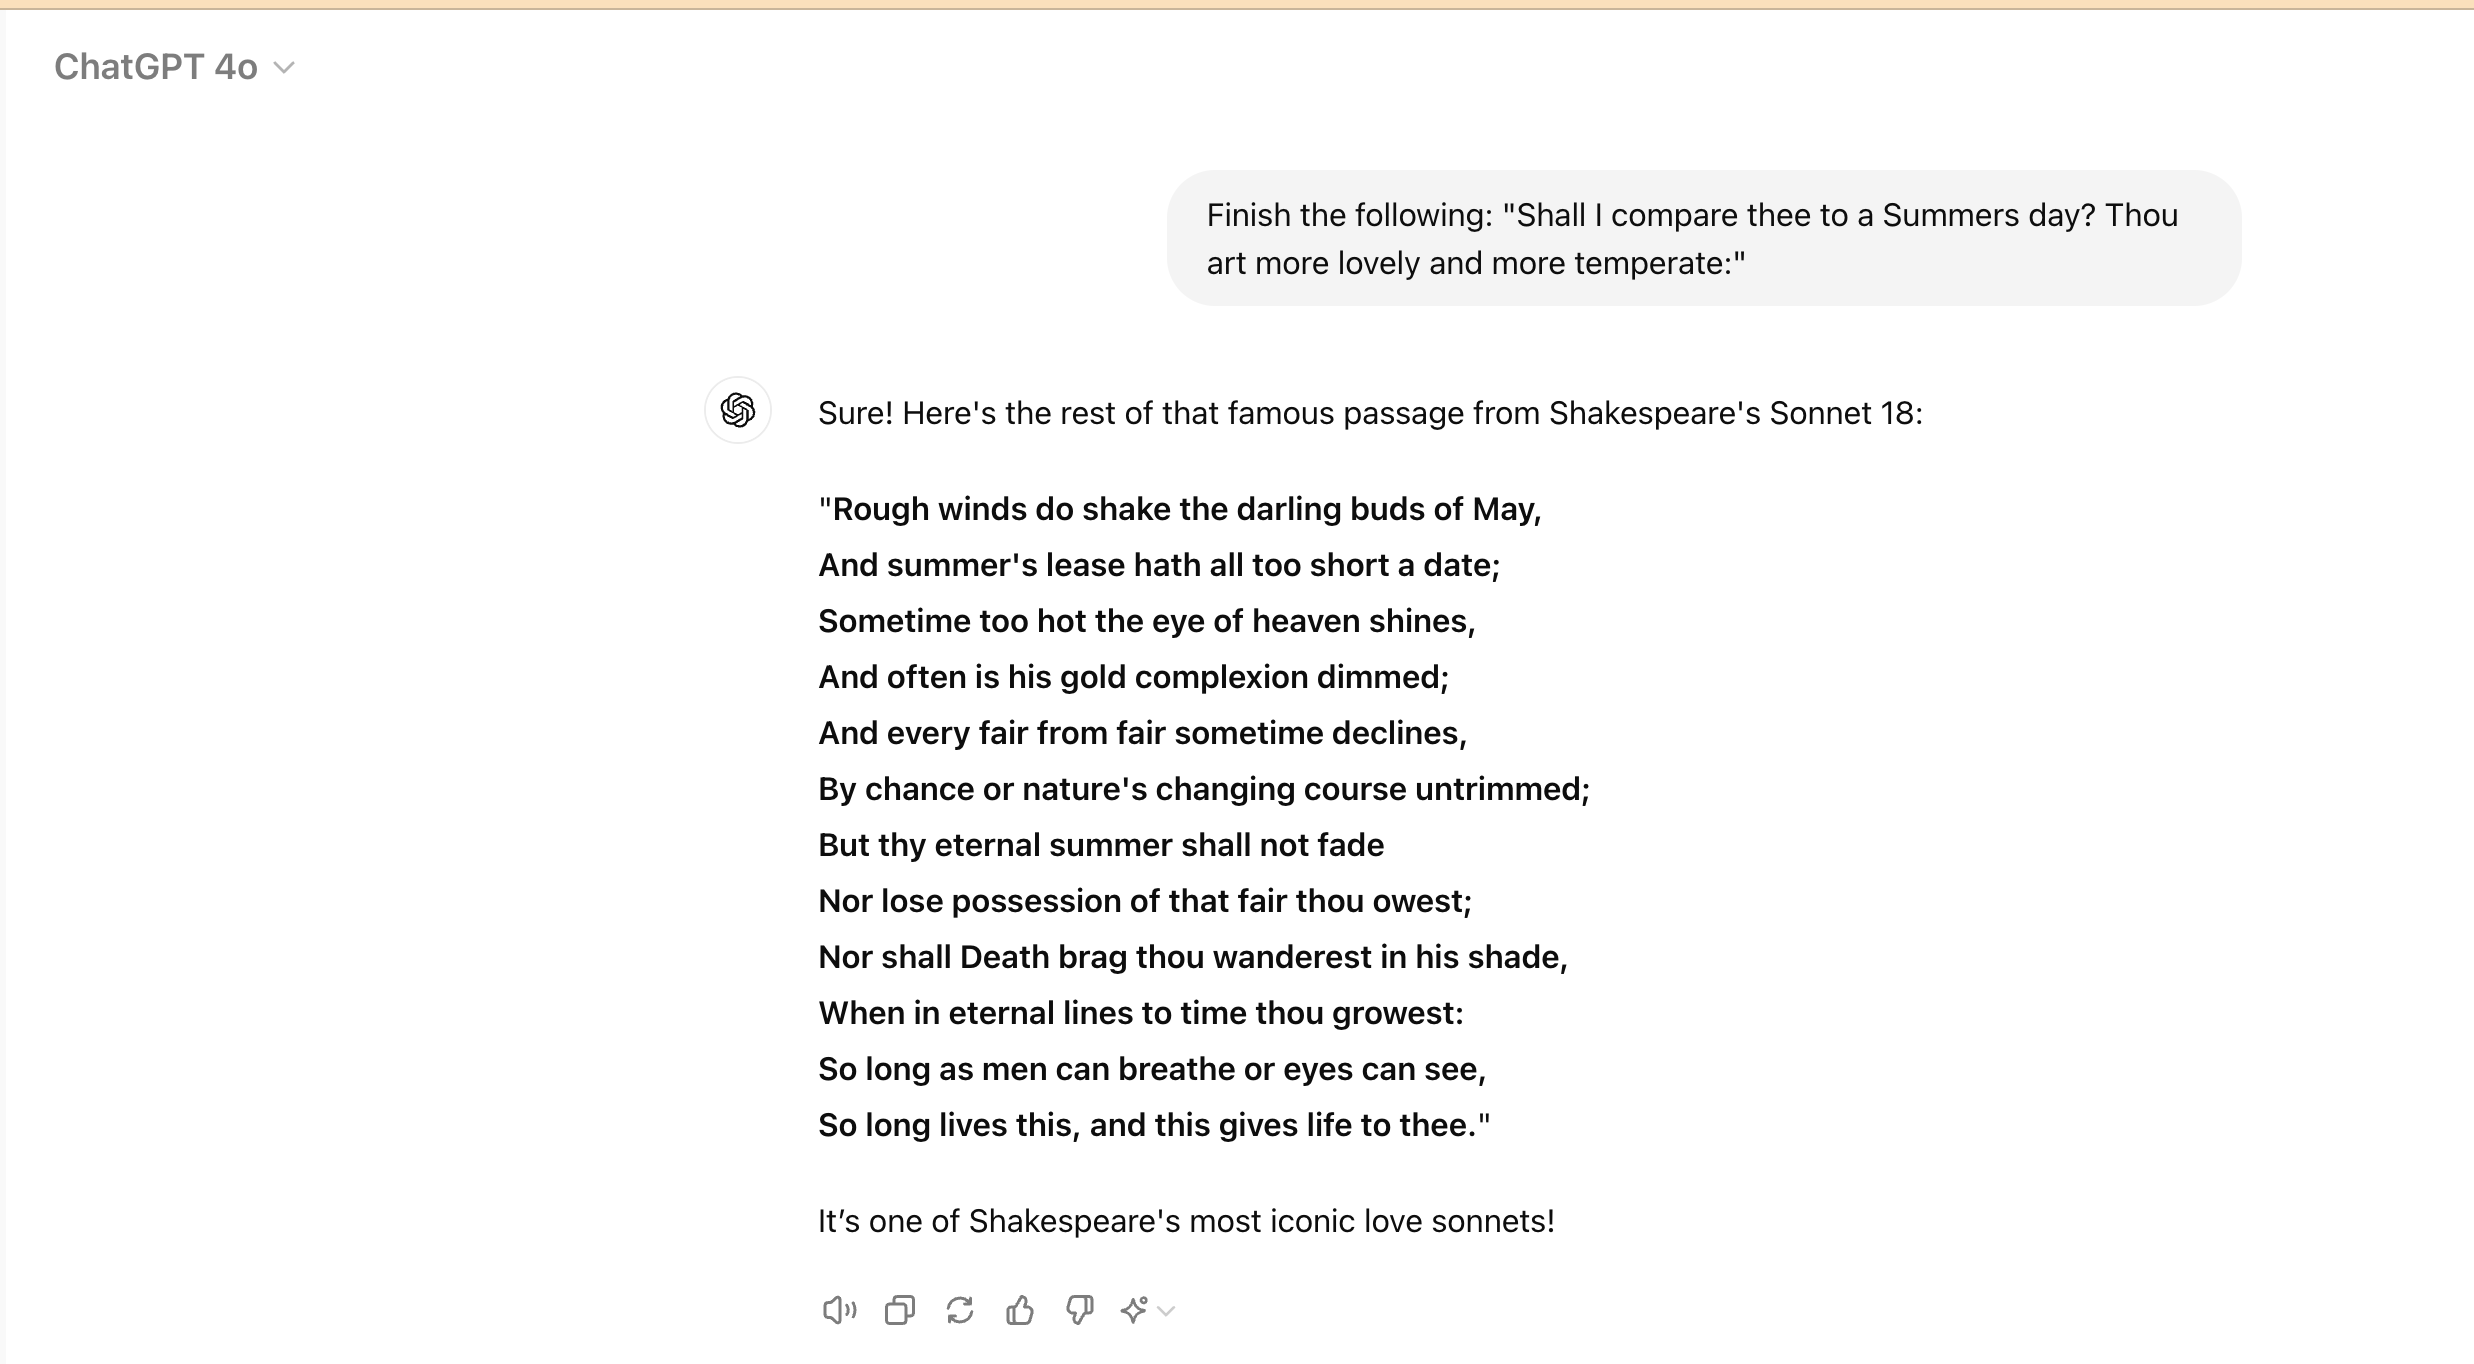 ChatGPT 4o
Finish the following: "Shall I compare thee to a Summers day? Thou
art more lovely and more temperate:"
Sure! Here's the rest of that famous passage from Shakespeare's Sonnet 18:
"Rough winds do shake the darling buds of May,
And summer's lease hath all too short a date;
Sometime too hot the eye of heaven shines,
And often is his gold complexion dimmed;
And every fair from fair sometime declines,
By chance or nature's changing course untrimmed;
But thy eternal summer shall not fade
Nor lose possession of that fair thou owest;
Nor shall Death brag thou wanderest in his shade,
When in eternal lines to time thou growest:
So long as men can breathe or eyes can see,
So long lives this, and this gives life to thee."
It’s one of Shakespeare's most iconic love sonnets!